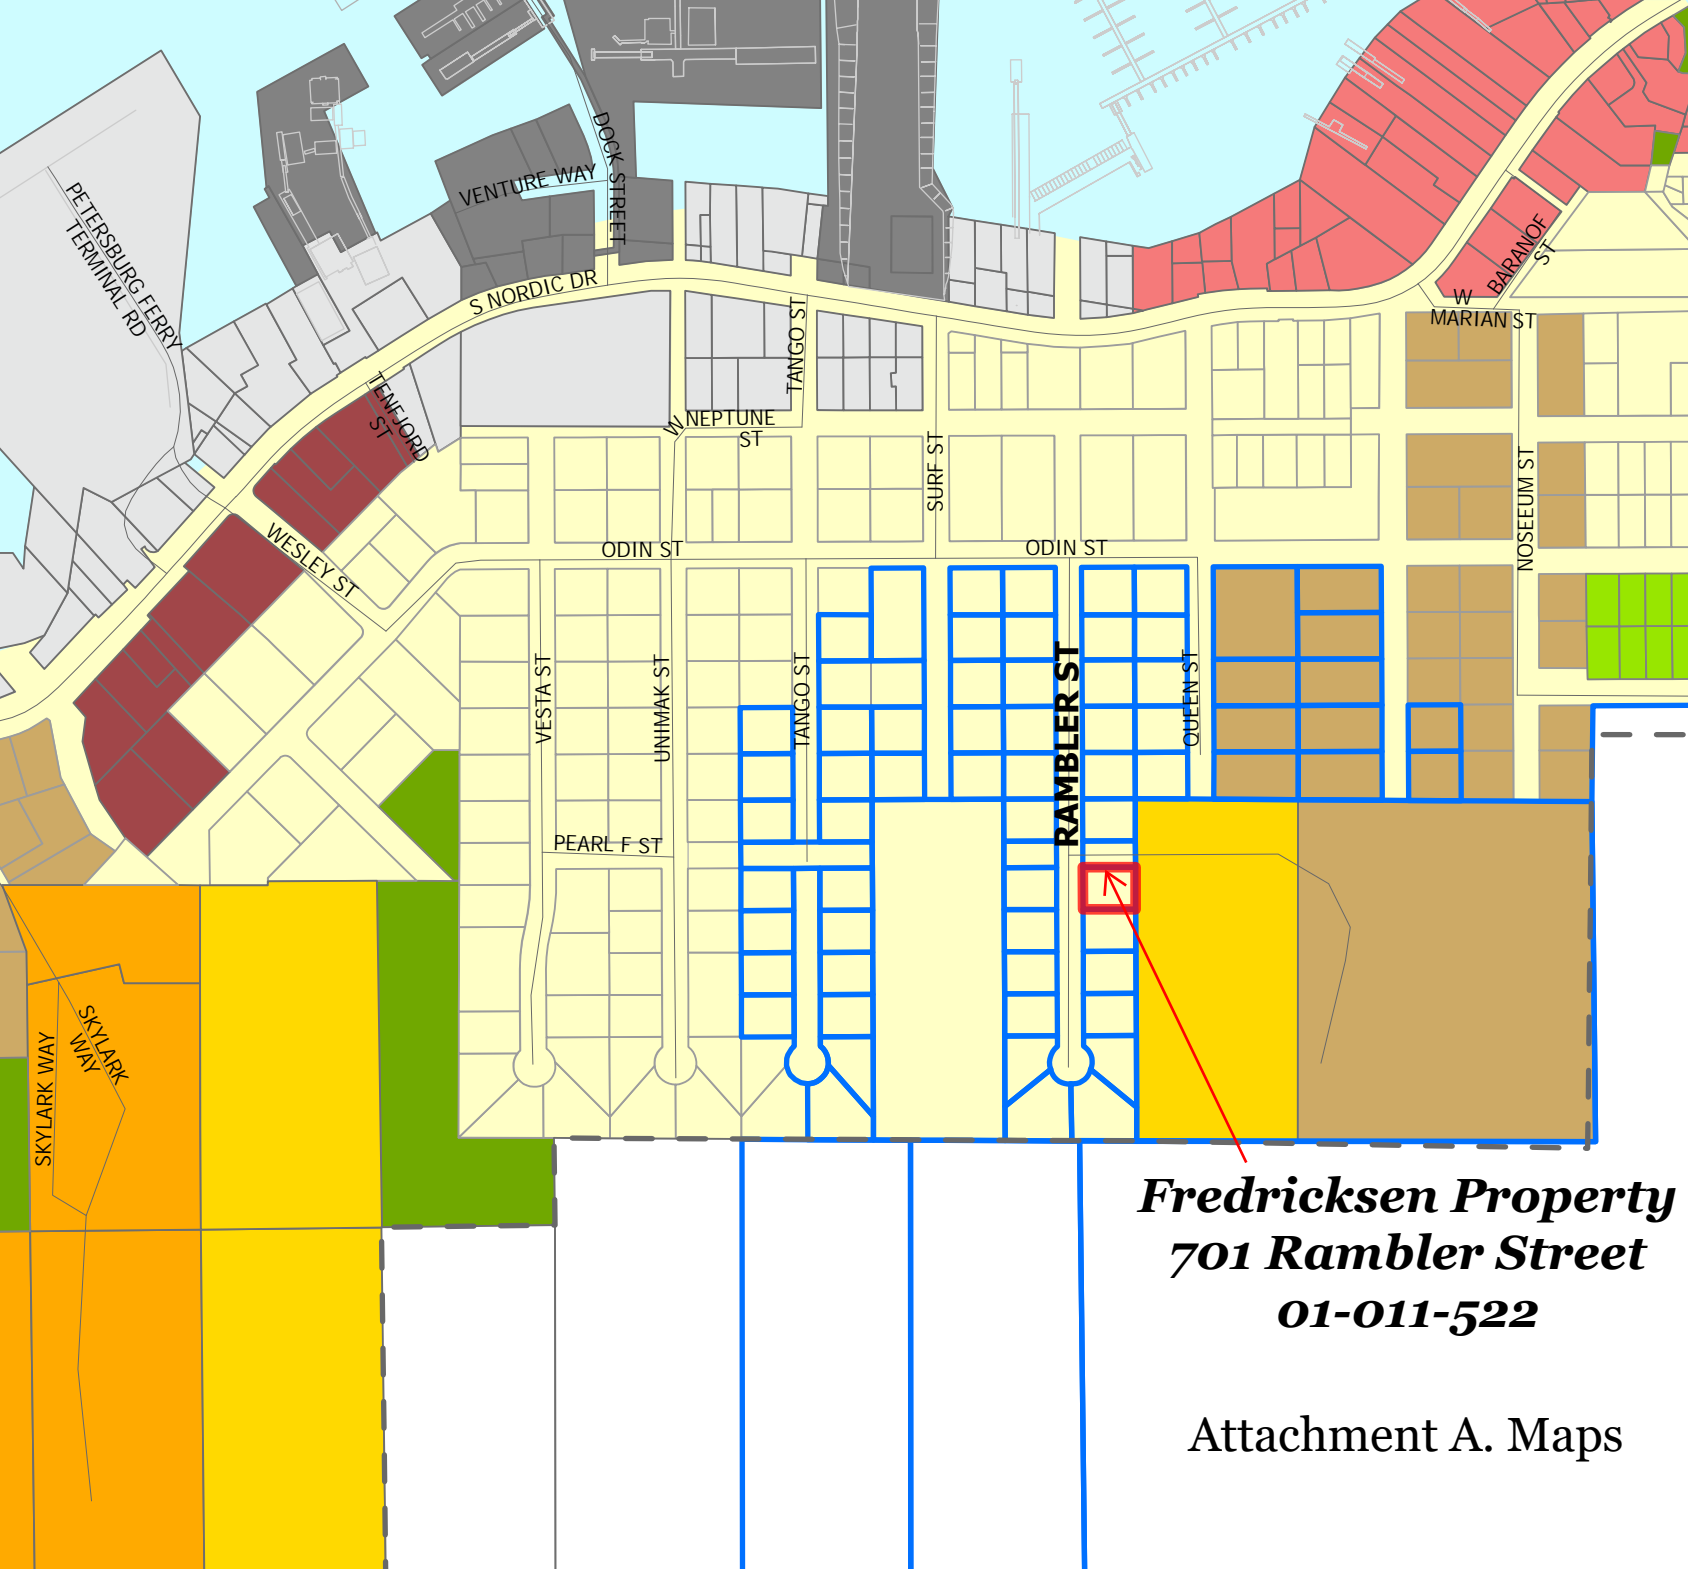 DOCK STREET
VENTURE WAY
PETERSBURG FERRY
TERMINAL RD
S NORDIC DR
BARANOF
ST
W
MARIAN ST
TANGO ST
TENFJORD
ST
W NEPTUNE
ST
SURF ST
NOSEEUM ST
WESLEY ST
ODIN ST
ODIN ST
VESTA ST
UNIMAK ST
TANGO ST
RAMBLER ST
QUEEN ST
PEARL F ST
SKYLARK
WAY
SKYLARK WAY
Fredricksen Property
701 Rambler Street
01-011-522
Attachment A. Maps